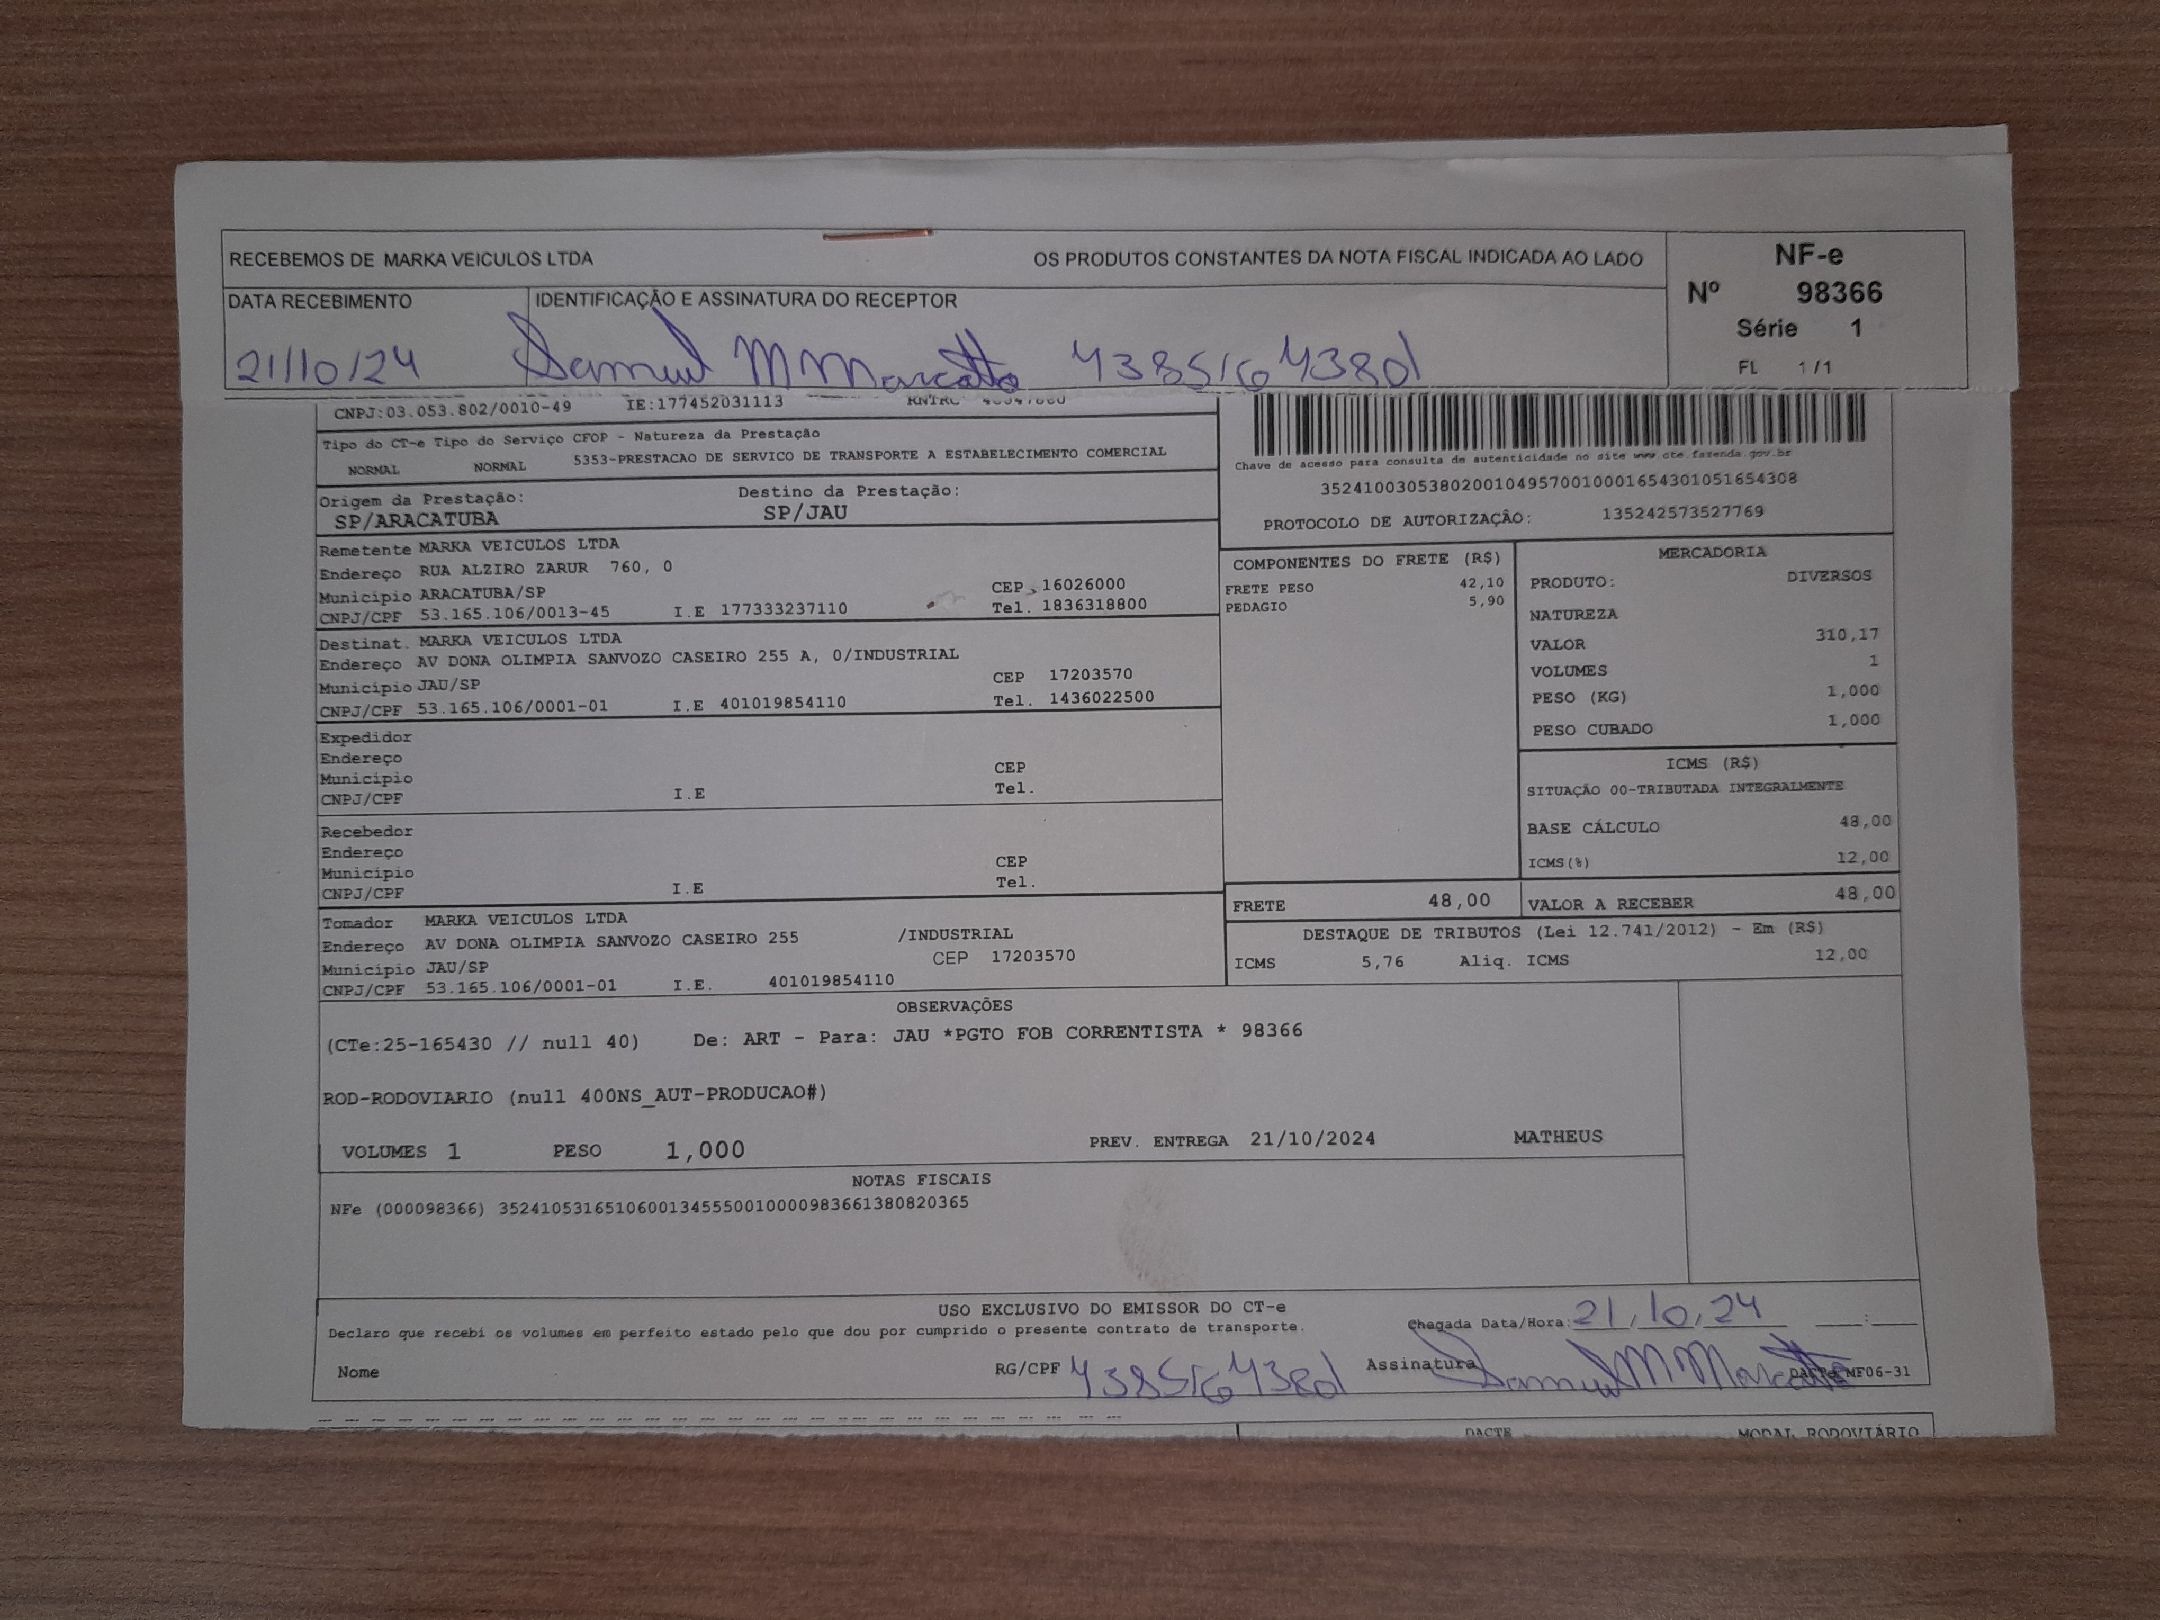 RECEBEMOS DE MARKA VEICULOS LTDA OS PRODUTOS CONSTANTES DA NOTA FISCAL INDICADA AO LADO
NF-e
Nº 98366
Série 1
FL 1 / 1
DATA RECEBIMENTO IDENTIFICAÇÃO E ASSINATURA DO RECEPTOR
21/10/24 Samuel M Marcatto
CNPJ:03.053.802/0010-49 IE:177452031113
Tipo do CT-e Tipo do Serviço CFOP - Natureza da Prestação
NORMAL NORMAL 5353-PRESTACAO DE SERVICO DE TRANSPORTE A ESTABELECIMENTO COMERCIAL
Chave de acesso para consulta de autenticidade no site www.cte.fazenda.gov.br
35241003053802001049570010001654301051654308
PROTOCOLO DE AUTORIZAÇÃO: 135242573527769
Origem da Prestação: Destino da Prestação:
SP/ARACATUBA SP/JAU
Remetente MARKA VEICULOS LTDA
Endereço RUA ALZIRO ZARUR 760, 0
Município ARACATUBA/SP CEP 16026000
CNPJ/CPF 53.165.106/0013-45 I.E 177333237110 Tel. 1836318800
Destinat. MARKA VEICULOS LTDA
Endereço AV DONA OLIMPIA SANVOZO CASEIRO 255 A, 0/INDUSTRIAL
Município JAU/SP CEP 17203570
CNPJ/CPF 53.165.106/0001-01 I.E 401019854110 Tel. 1436022500
Expedidor
Endereço
Município CEP
CNPJ/CPF I.E Tel.
Recebedor
Endereço
Município CEP
CNPJ/CPF I.E Tel.
Tomador MARKA VEICULOS LTDA
Endereço AV DONA OLIMPIA SANVOZO CASEIRO 255 /INDUSTRIAL
Município JAU/SP CEP 17203570
CNPJ/CPF 53.165.106/0001-01 I.E. 401019854110
COMPONENTES DO FRETE (R$)
FRETE PESO 42,10
PEDAGIO 5,90
MERCADORIA
PRODUTO: DIVERSOS
NATUREZA
VALOR 310,17
VOLUMES 1
PESO (KG) 1,000
PESO CUBADO 1,000
ICMS (R$)
SITUAÇÃO 00-TRIBUTADA INTEGRALMENTE
BASE CÁLCULO 48,00
ICMS(%) 12,00
FRETE 48,00 VALOR A RECEBER 48,00
DESTAQUE DE TRIBUTOS (Lei 12.741/2012) - Em (R$)
ICMS 5,76 Aliq. ICMS 12,00
OBSERVAÇÕES
(CTe:25-165430 // null 40) De: ART - Para: JAU *PGTO FOB CORRENTISTA * 98366
ROD-RODOVIARIO (null 400NS_AUT-PRODUCAO#)
VOLUMES 1 PESO 1,000 PREV. ENTREGA 21/10/2024 MATHEUS
NOTAS FISCAIS
NFe (000098366) 35241053165106001345550010000983661380820365
USO EXCLUSIVO DO EMISSOR DO CT-e
Declaro que recebi os volumes em perfeito estado pelo que dou por cumprido o presente contrato de transporte. Chegada Data/Hora: 21/10/24 :
Nome RG/CPF Assinatura Samuel M Marcatto MF06-31
DACTE MODAL RODOVIÁRIO